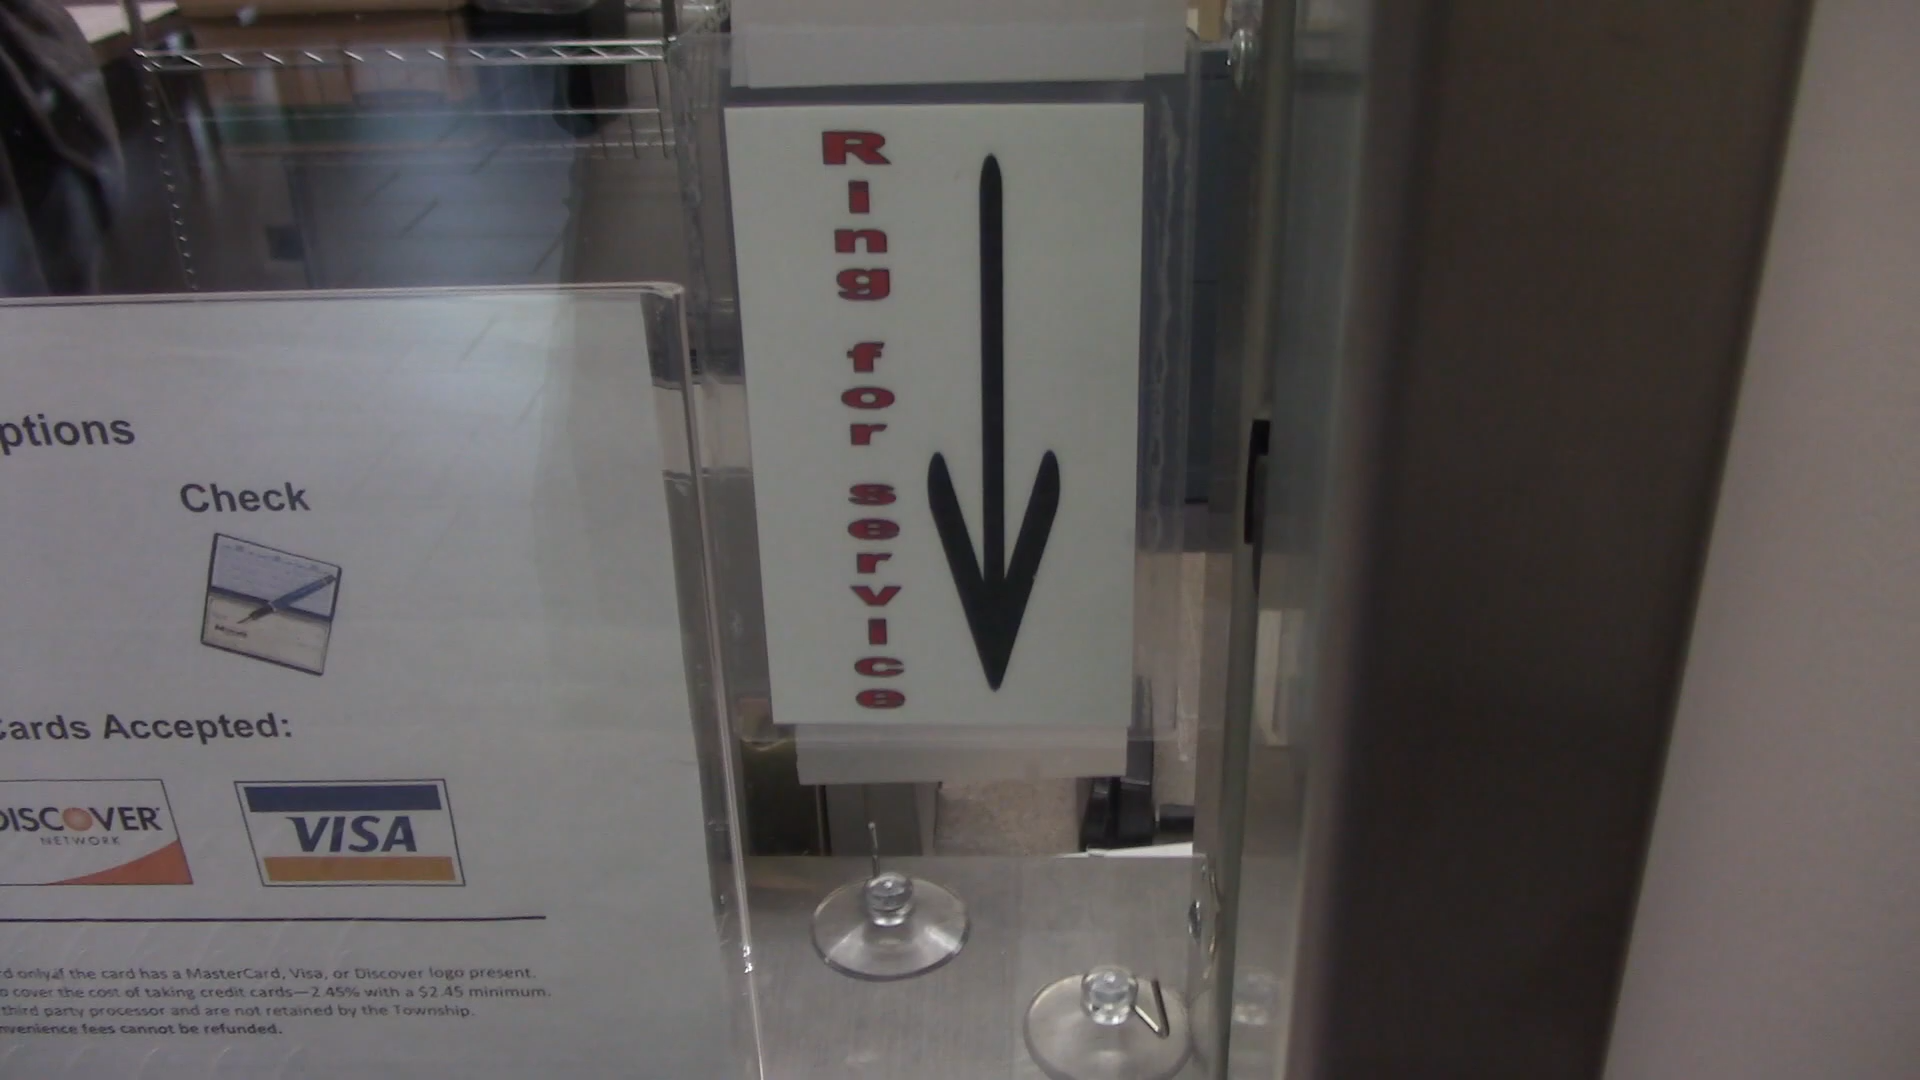 Ring for service
ptions
Check
Cards Accepted:
DISCOVER
NETWORK
VISA
only if the card has a MasterCard, Visa, or Discover logo present.
cover the cost of taking credit cards—2.45% with a $2.45 minimum.
third party processor and are not retained by the Township.
nvenience fees cannot be refunded.